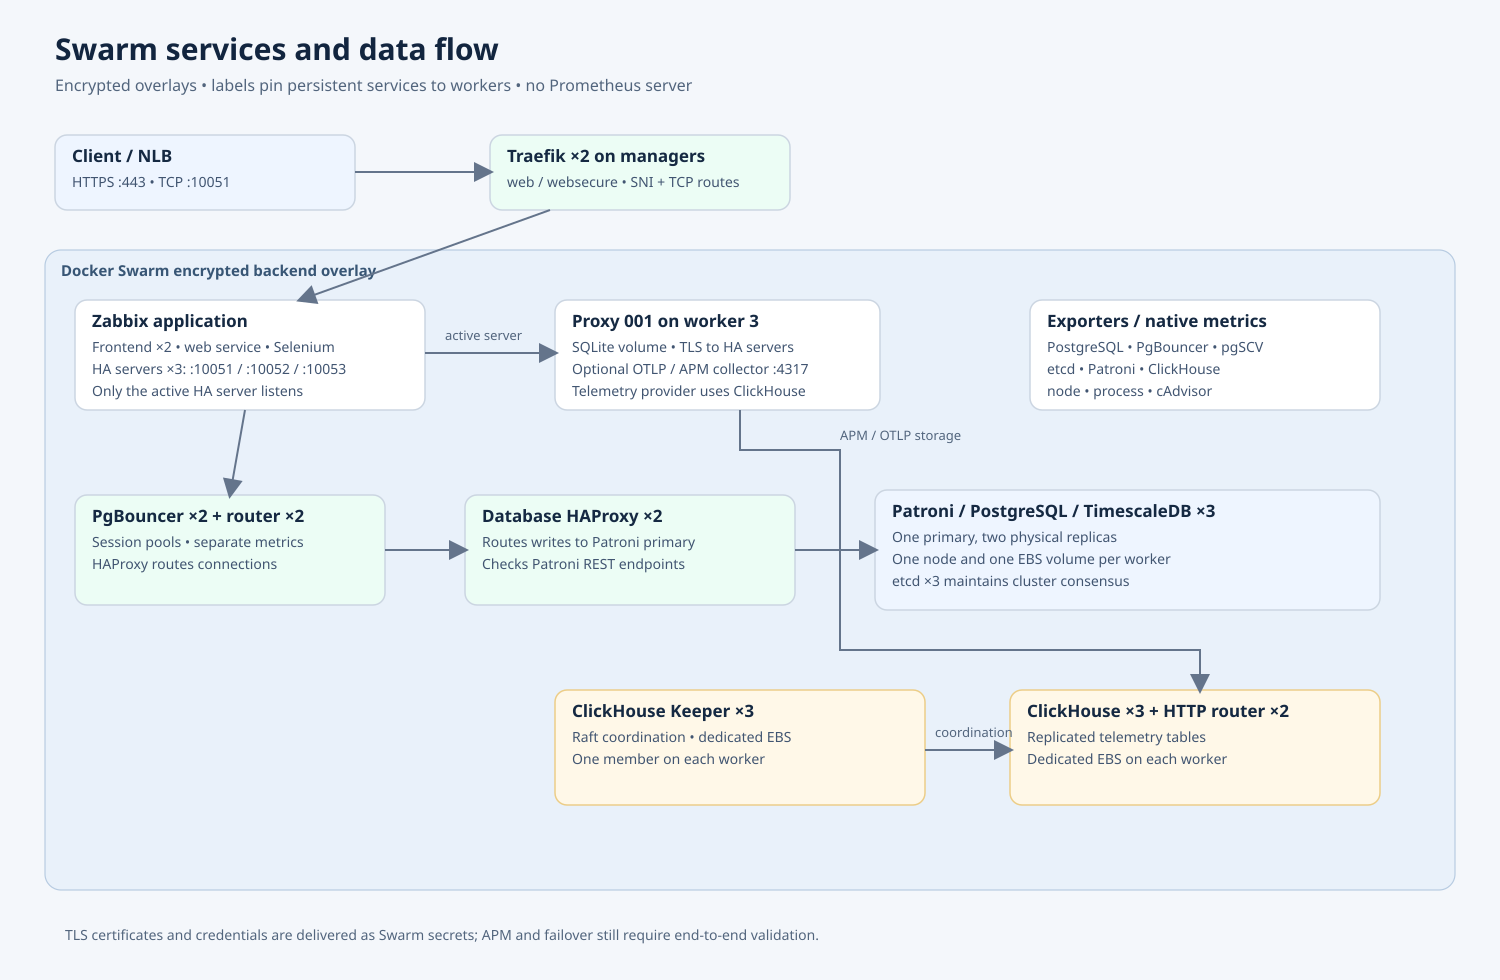 Swarm services and data flow
Encrypted overlays • labels pin persistent services to workers • no Prometheus server
Client / NLB
HTTPS :443 • TCP :10051
Traefik ×2 on managers
web / websecure • SNI + TCP routes
Docker Swarm encrypted backend overlay
Zabbix application
Frontend ×2 • web service • Selenium
HA servers ×3: :10051 / :10052 / :10053
Only the active HA server listens
active server
Proxy 001 on worker 3
SQLite volume • TLS to HA servers
Optional OTLP / APM collector :4317
Telemetry provider uses ClickHouse
Exporters / native metrics
PostgreSQL • PgBouncer • pgSCV
etcd • Patroni • ClickHouse
node • process • cAdvisor
APM / OTLP storage
PgBouncer ×2 + router ×2
Session pools • separate metrics
HAProxy routes connections
Database HAProxy ×2
Routes writes to Patroni primary
Checks Patroni REST endpoints
Patroni / PostgreSQL / TimescaleDB ×3
One primary, two physical replicas
One node and one EBS volume per worker
etcd ×3 maintains cluster consensus
ClickHouse Keeper ×3
Raft coordination • dedicated EBS
One member on each worker
coordination
ClickHouse ×3 + HTTP router ×2
Replicated telemetry tables
Dedicated EBS on each worker
TLS certificates and credentials are delivered as Swarm secrets; APM and failover still require end-to-end validation.